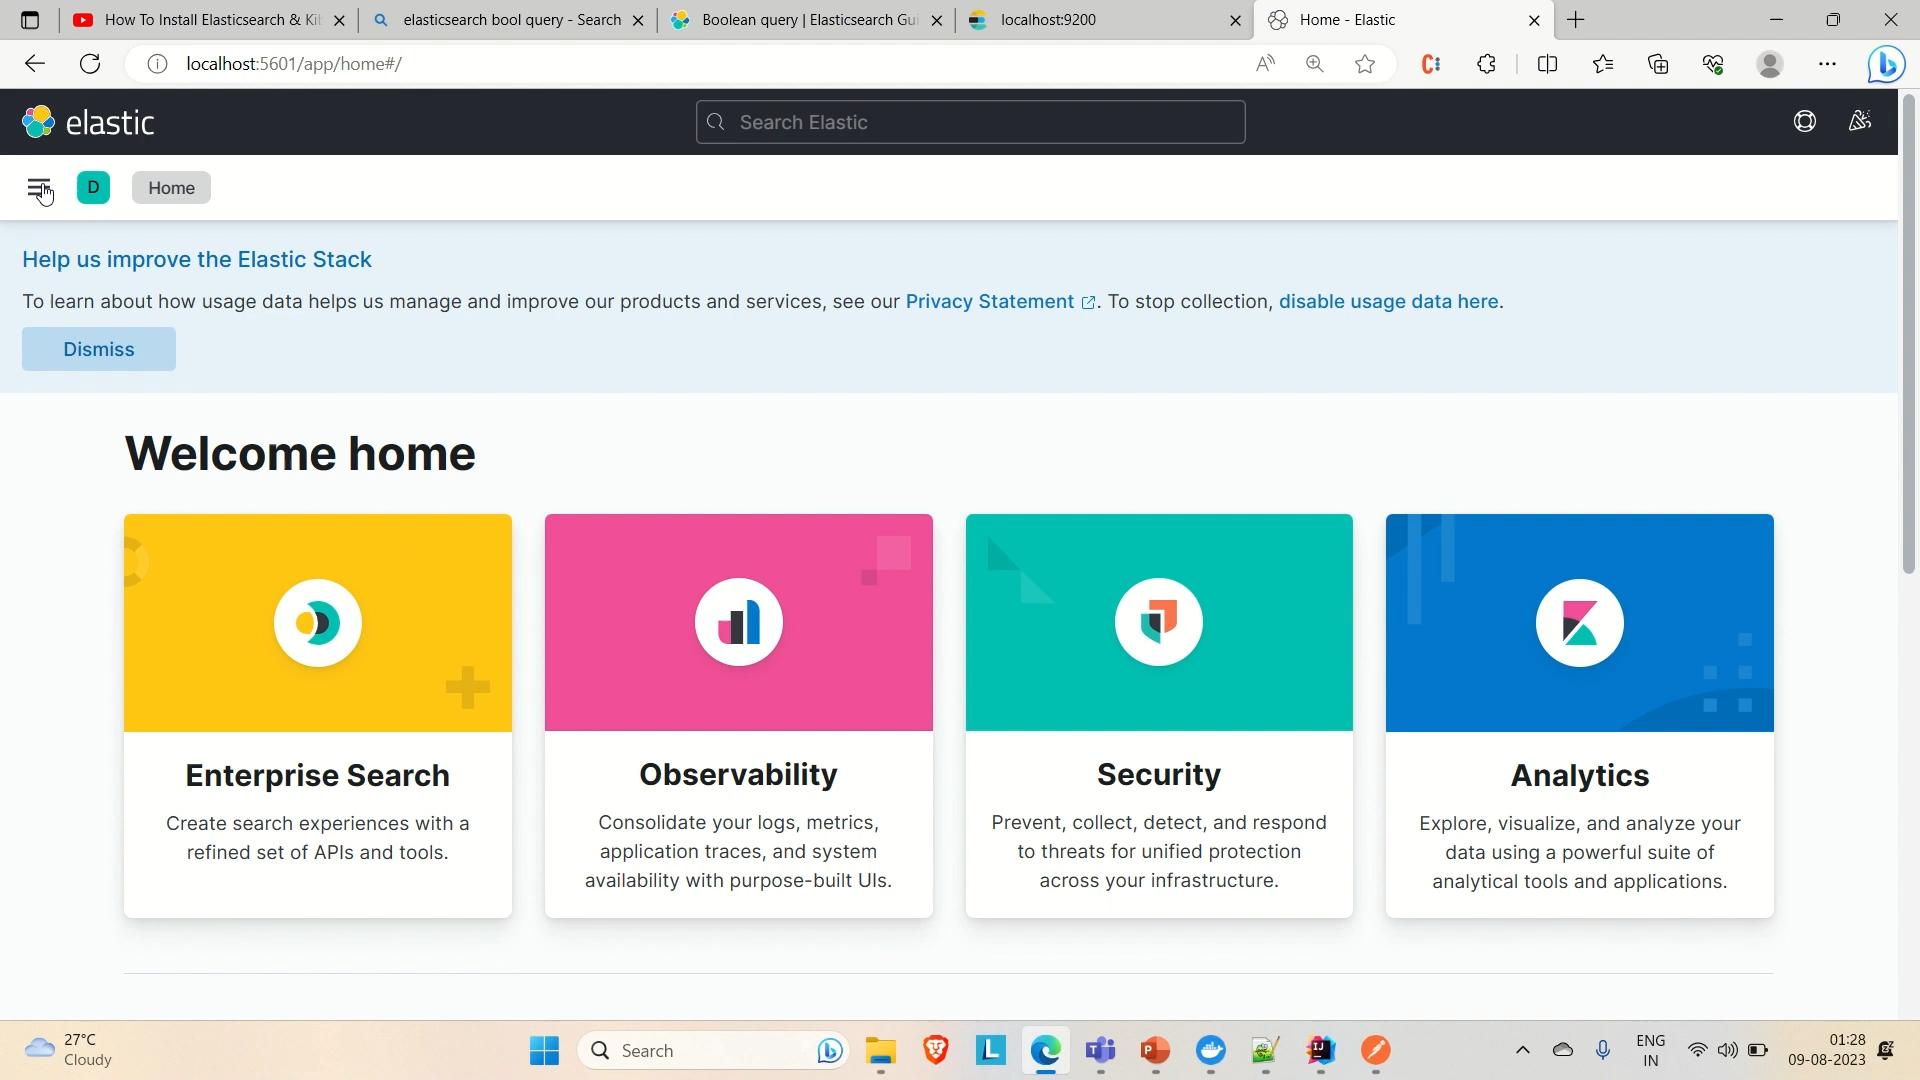 How To Install Elasticsearch & Ki
elasticsearch bool query - Search
Boolean query | Elasticsearch Gu
localhost:9200
Home - Elastic
localhost:5601/app/home#/
elastic
Search Elastic
D
Home
Help us improve the Elastic Stack
To learn about how usage data helps us manage and improve our products and services, see our Privacy Statement. To stop collection, disable usage data here.
Dismiss
Welcome home
Enterprise Search
Create search experiences with a
refined set of APIs and tools.
Observability
Consolidate your logs, metrics,
application traces, and system
availability with purpose-built UIs.
Security
Prevent, collect, detect, and respond
to threats for unified protection
across your infrastructure.
Analytics
Explore, visualize, and analyze your
data using a powerful suite of
analytical tools and applications.
27°C
Cloudy
Search
ENG
IN
01:28
09-08-2023